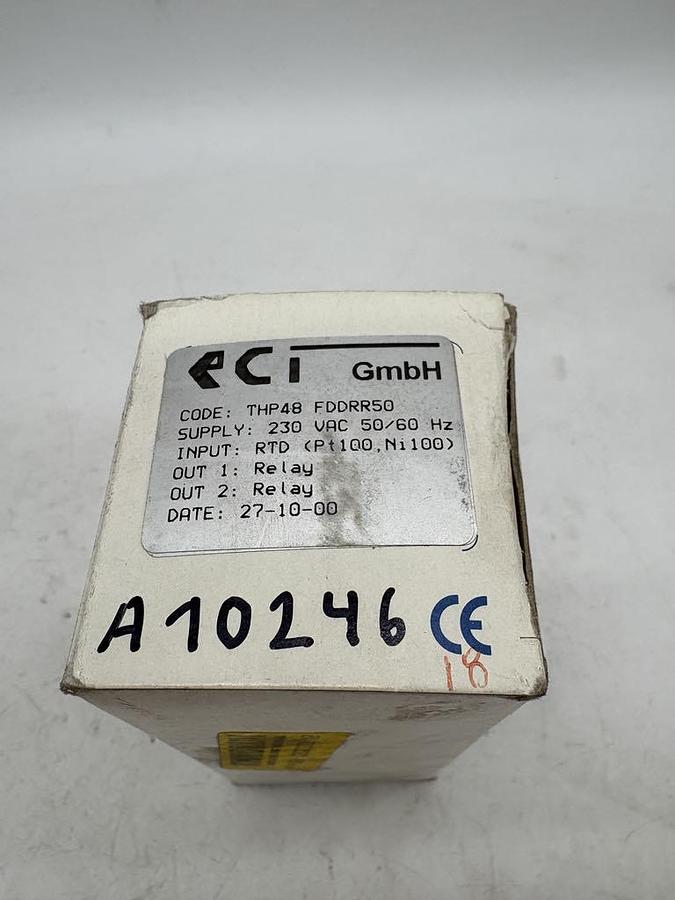 eCi GmbH
CODE: THP48 FDDRR50
SUPPLY: 230 VAC 50/60 Hz
INPUT: RTD (Pt100,Ni100)
OUT 1: Relay
OUT 2: Relay
DATE: 27-10-00
A10246 CE
18